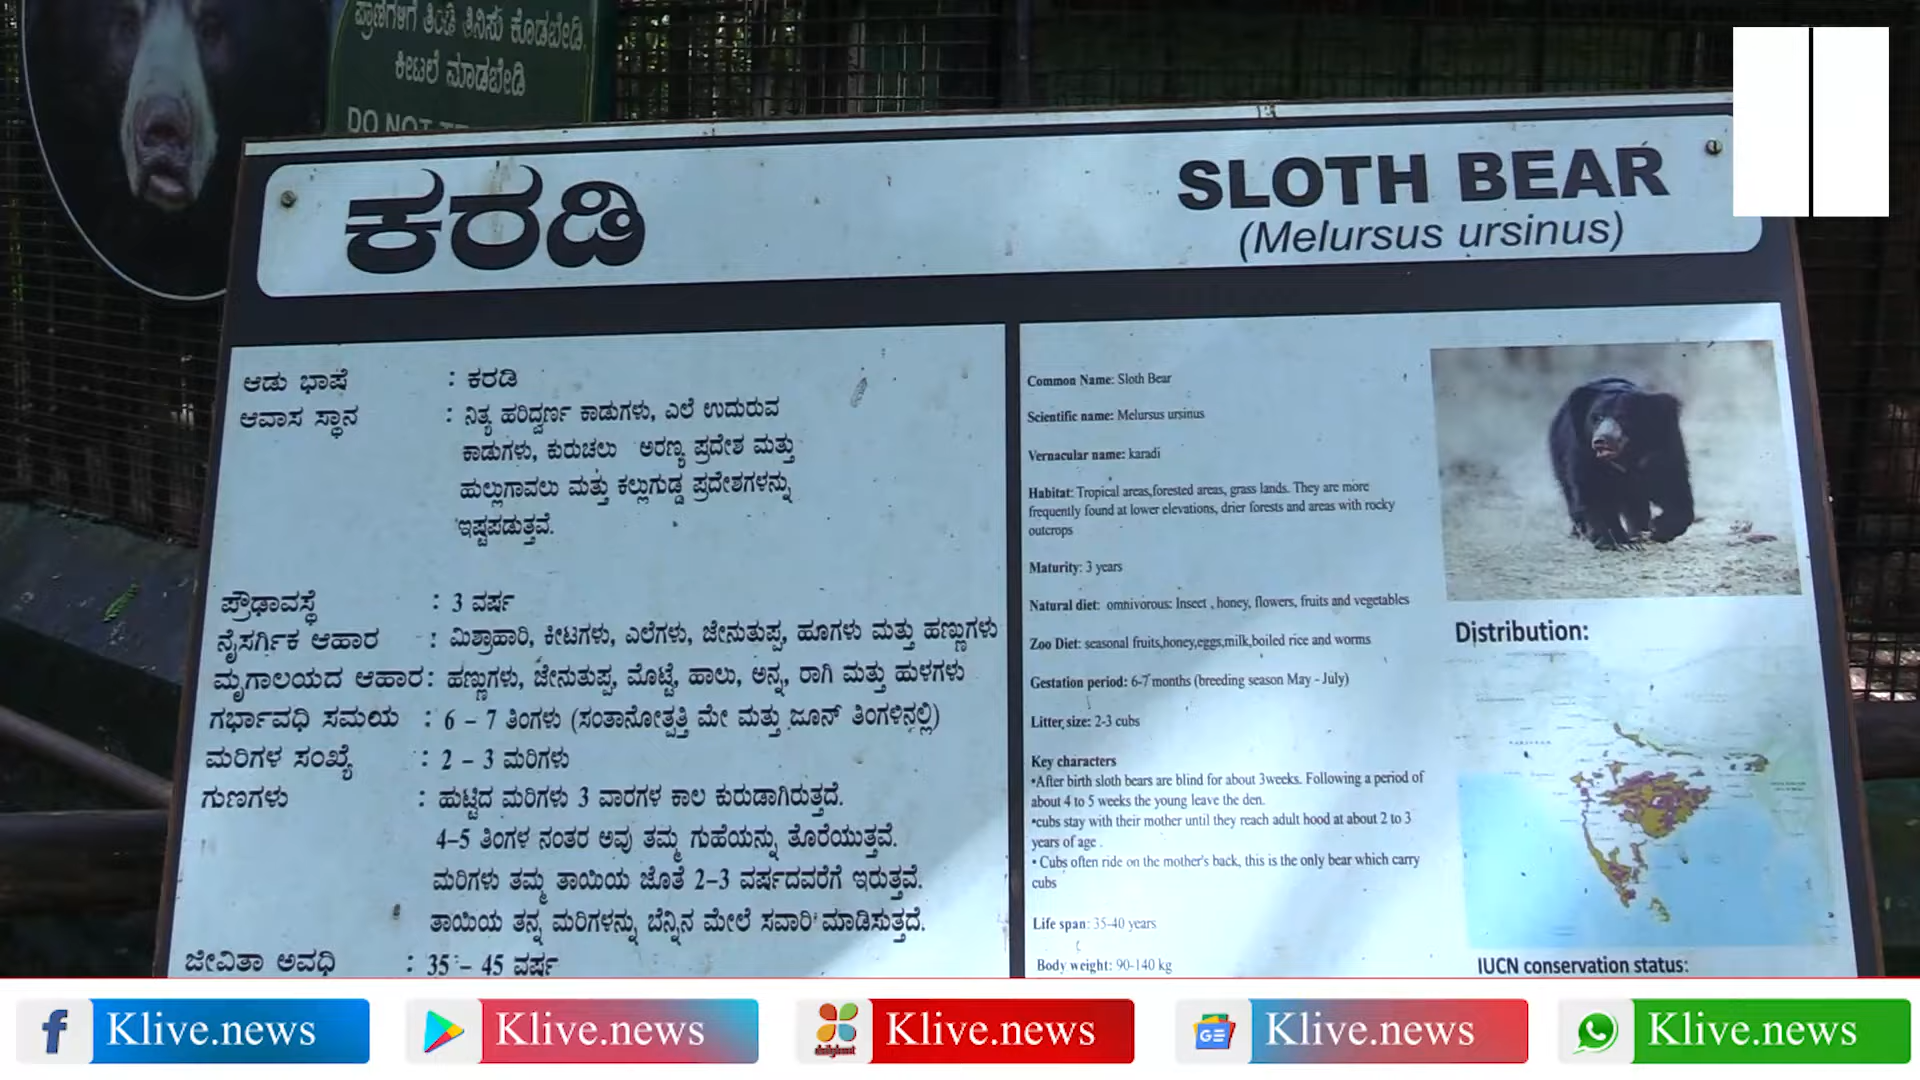 ಪ್ರಾಣಿಗಳಿಗೆ ತಿಂಡಿ ತಿನಿಸು ಕೊಡಬೇಡಿ
ಕೀಟಲೆ ಮಾಡಬೇಡಿ
DO NOT
ಕರಡಿ
SLOTH BEAR
(Melursus ursinus)
ಆಡು ಭಾಷೆ : ಕರಡಿ
ಆವಾಸ ಸ್ಥಾನ : ನಿತ್ಯ ಹರಿದ್ವರ್ಣ ಕಾಡುಗಳು, ಎಲೆ ಉದುರುವ
ಕಾಡುಗಳು, ಕುರುಚಲು ಅರಣ್ಯ ಪ್ರದೇಶ ಮತ್ತು
ಹುಲ್ಲುಗಾವಲು ಮತ್ತು ಕಲ್ಲುಗುಡ್ಡ ಪ್ರದೇಶಗಳನ್ನು
ಇಷ್ಟಪಡುತ್ತವೆ.
ಪ್ರೌಢಾವಸ್ಥೆ : 3 ವರ್ಷ
ನೈಸರ್ಗಿಕ ಆಹಾರ : ಮಿಶ್ರಾಹಾರಿ, ಕೀಟಗಳು, ಎಲೆಗಳು, ಜೇನುತುಪ್ಪ, ಹೂಗಳು ಮತ್ತು ಹಣ್ಣುಗಳು
ಮೃಗಾಲಯದ ಆಹಾರ: ಹಣ್ಣುಗಳು, ಜೇನುತುಪ್ಪ, ಮೊಟ್ಟೆ, ಹಾಲು, ಅನ್ನ, ರಾಗಿ ಮತ್ತು ಹುಳಗಳು
ಗರ್ಭಾವಧಿ ಸಮಯ : 6 – 7 ತಿಂಗಳು (ಸಂತಾನೋತ್ಪತ್ತಿ ಮೇ ಮತ್ತು ಜೂನ್ ತಿಂಗಳಿನಲ್ಲಿ)
ಮರಿಗಳ ಸಂಖ್ಯೆ : 2 – 3 ಮರಿಗಳು
ಗುಣಗಳು : ಹುಟ್ಟಿದ ಮರಿಗಳು 3 ವಾರಗಳ ಕಾಲ ಕುರುಡಾಗಿರುತ್ತದೆ.
4–5 ತಿಂಗಳ ನಂತರ ಅವು ತಮ್ಮ ಗುಹೆಯನ್ನು ತೊರೆಯುತ್ತವೆ.
ಮರಿಗಳು ತಮ್ಮ ತಾಯಿಯ ಜೊತೆ 2–3 ವರ್ಷದವರೆಗೆ ಇರುತ್ತವೆ.
ತಾಯಿಯ ತನ್ನ ಮರಿಗಳನ್ನು ಬೆನ್ನಿನ ಮೇಲೆ ಸವಾರಿ ಮಾಡಿಸುತ್ತದೆ.
ಜೀವಿತಾ ಅವಧಿ : 35 – 45 ವರ್ಷ
Common Name: Sloth Bear
Scientific name: Melursus ursinus
Vernacular name: karadi
Habitat: Tropical areas,forested areas, grass lands. They are more
frequently found at lower elevations, drier forests and areas with rocky
outcrops
Maturity: 3 years
Natural diet: omnivorous: Insect , honey, flowers, fruits and vegetables
Zoo Diet: seasonal fruits,honey,eggs,milk,boiled rice and worms
Gestation period: 6-7 months (breeding season May - July)
Litter size: 2-3 cubs
Key characters
•After birth sloth bears are blind for about 3weeks. Following a period of
about 4 to 5 weeks the young leave the den.
•cubs stay with their mother until they reach adult hood at about 2 to 3
years of age .
• Cubs often ride on the mother's back, this is the only bear which carry
cubs
Life span: 35-40 years
Body weight: 90-140 kg
Distribution:
IUCN conservation status:
Klive.news
Klive.news
dailyhunt
Klive.news
GE
Klive.news
Klive.news